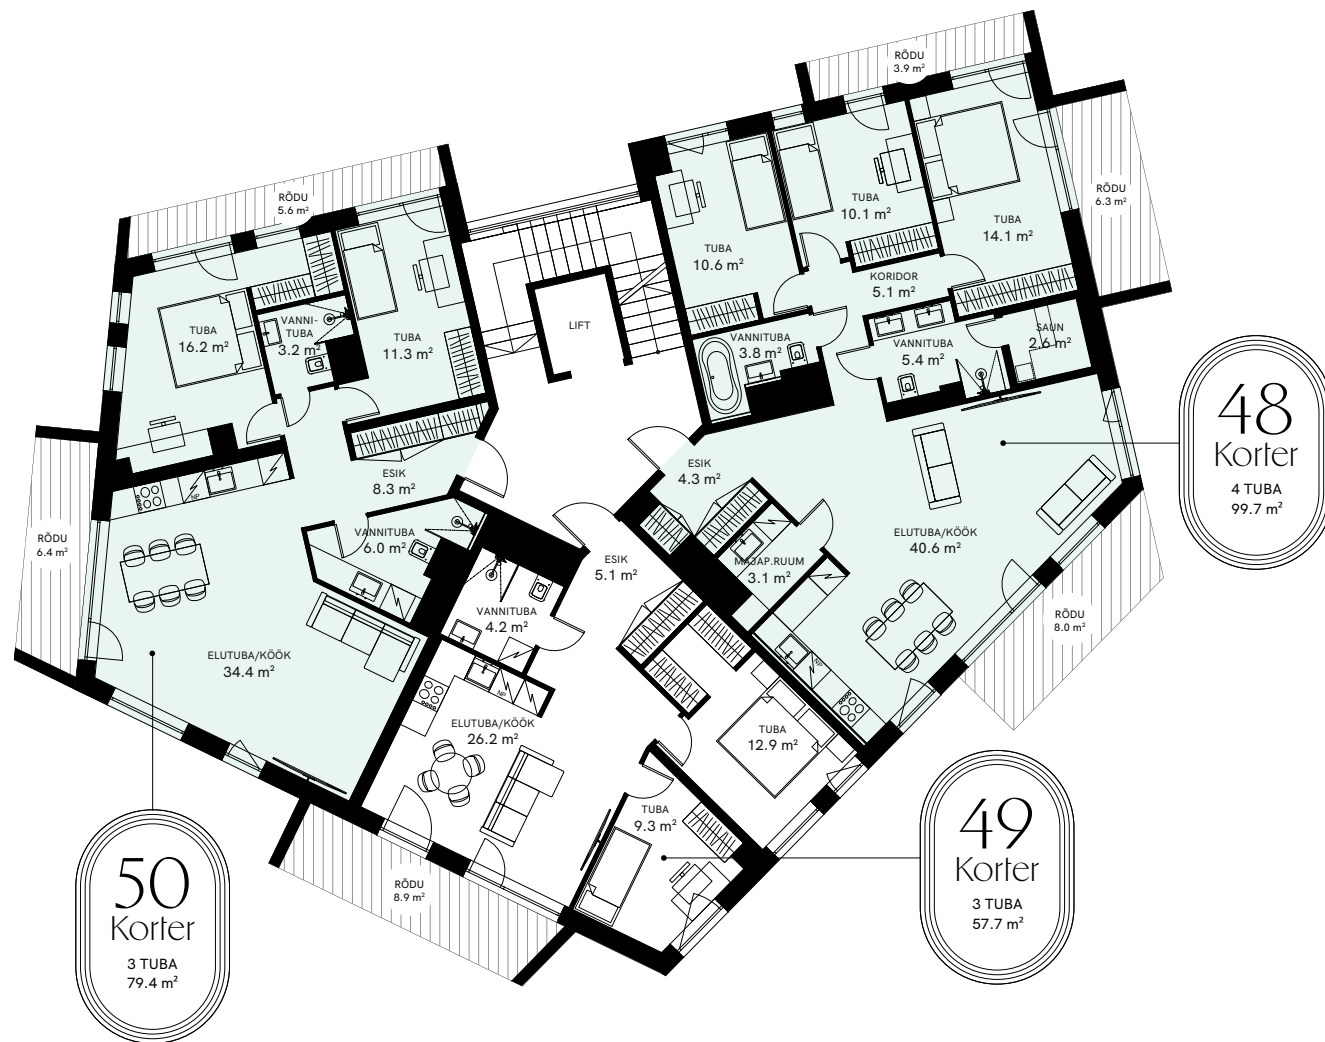 RÕDU
3.9 m²
RÕDU
6.3 m²
RÕDU
5.6 m²
TUBA
10.1 m²
TUBA
14.1 m²
TUBA
10.6 m²
KORIDOR
5.1 m²
LIFT
TUBA
16.2 m²
VANNI-
TUBA
3.2 m²
TUBA
11.3 m²
VANNITUBA
3.8 m²
VANNITUBA
5.4 m²
SAUN
2.6 m²
48
Korter
4 TUBA
99.7 m²
ESIK
8.3 m²
ESIK
4.3 m²
NP
VANNITUBA
6.0 m²
RÕDU
6.4 m²
ELUTUBA/KÖÖK
40.6 m²
ESIK
5.1 m²
MAJAP.RUUM
3.1 m²
VANNITUBA
4.2 m²
RÕDU
8.0 m²
ELUTUBA/KÖÖK
34.4 m²
NP
NP
ELUTUBA/KÖÖK
26.2 m²
TUBA
12.9 m²
TUBA
9.3 m²
49
Korter
3 TUBA
57.7 m²
50
Korter
3 TUBA
79.4 m²
RÕDU
8.9 m²